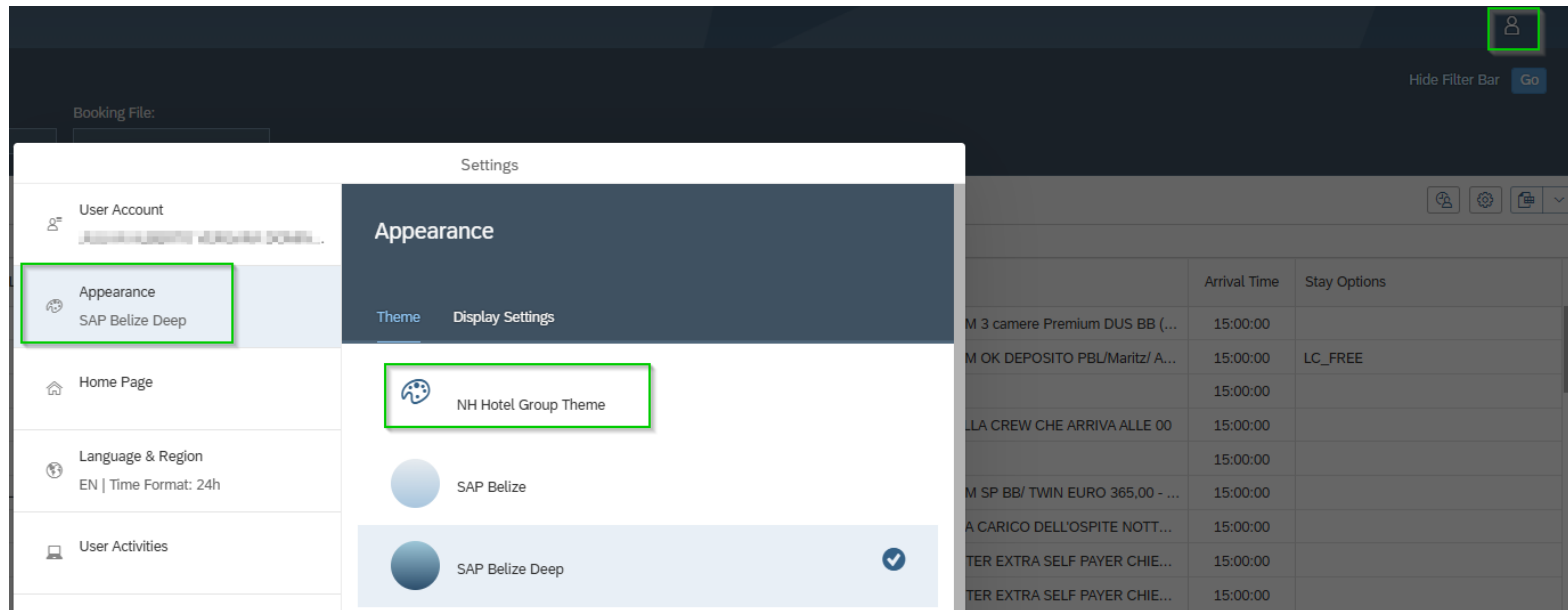 Hide Filter Bar Go
Booking File:
Settings
User Account
Appearance
SAP Belize Deep
Home Page
Language & Region
EN | Time Format: 24h
User Activities
Appearance
Theme Display Settings
NH Hotel Group Theme
SAP Belize
SAP Belize Deep
Arrival Time Stay Options
M 3 camere Premium DUS BB (... 15:00:00
M OK DEPOSITO PBL/Maritz/ A... 15:00:00 LC_FREE
15:00:00
LLA CREW CHE ARRIVA ALLE 00 15:00:00
15:00:00
M SP BB/ TWIN EURO 365,00 - ... 15:00:00
A CARICO DELL'OSPITE NOTT... 15:00:00
TER EXTRA SELF PAYER CHIE... 15:00:00
TER EXTRA SELF PAYER CHIE... 15:00:00